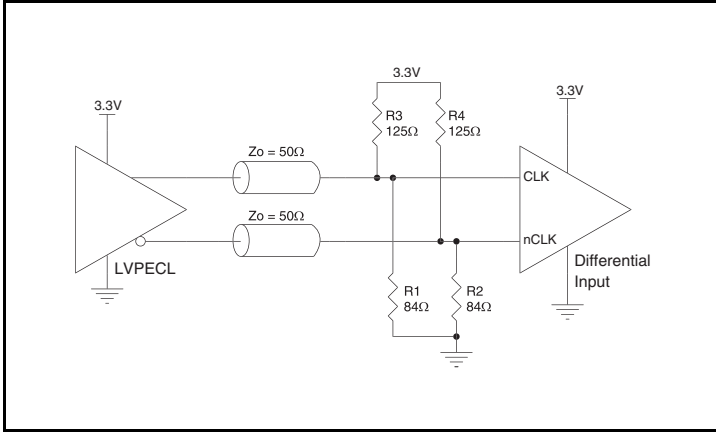 3.3V
3.3V
3.3V
R3
125Ω
R4
125Ω
Zo = 50Ω
CLK
Zo = 50Ω
nCLK
LVPECL
Differential
Input
R1
84Ω
R2
84Ω